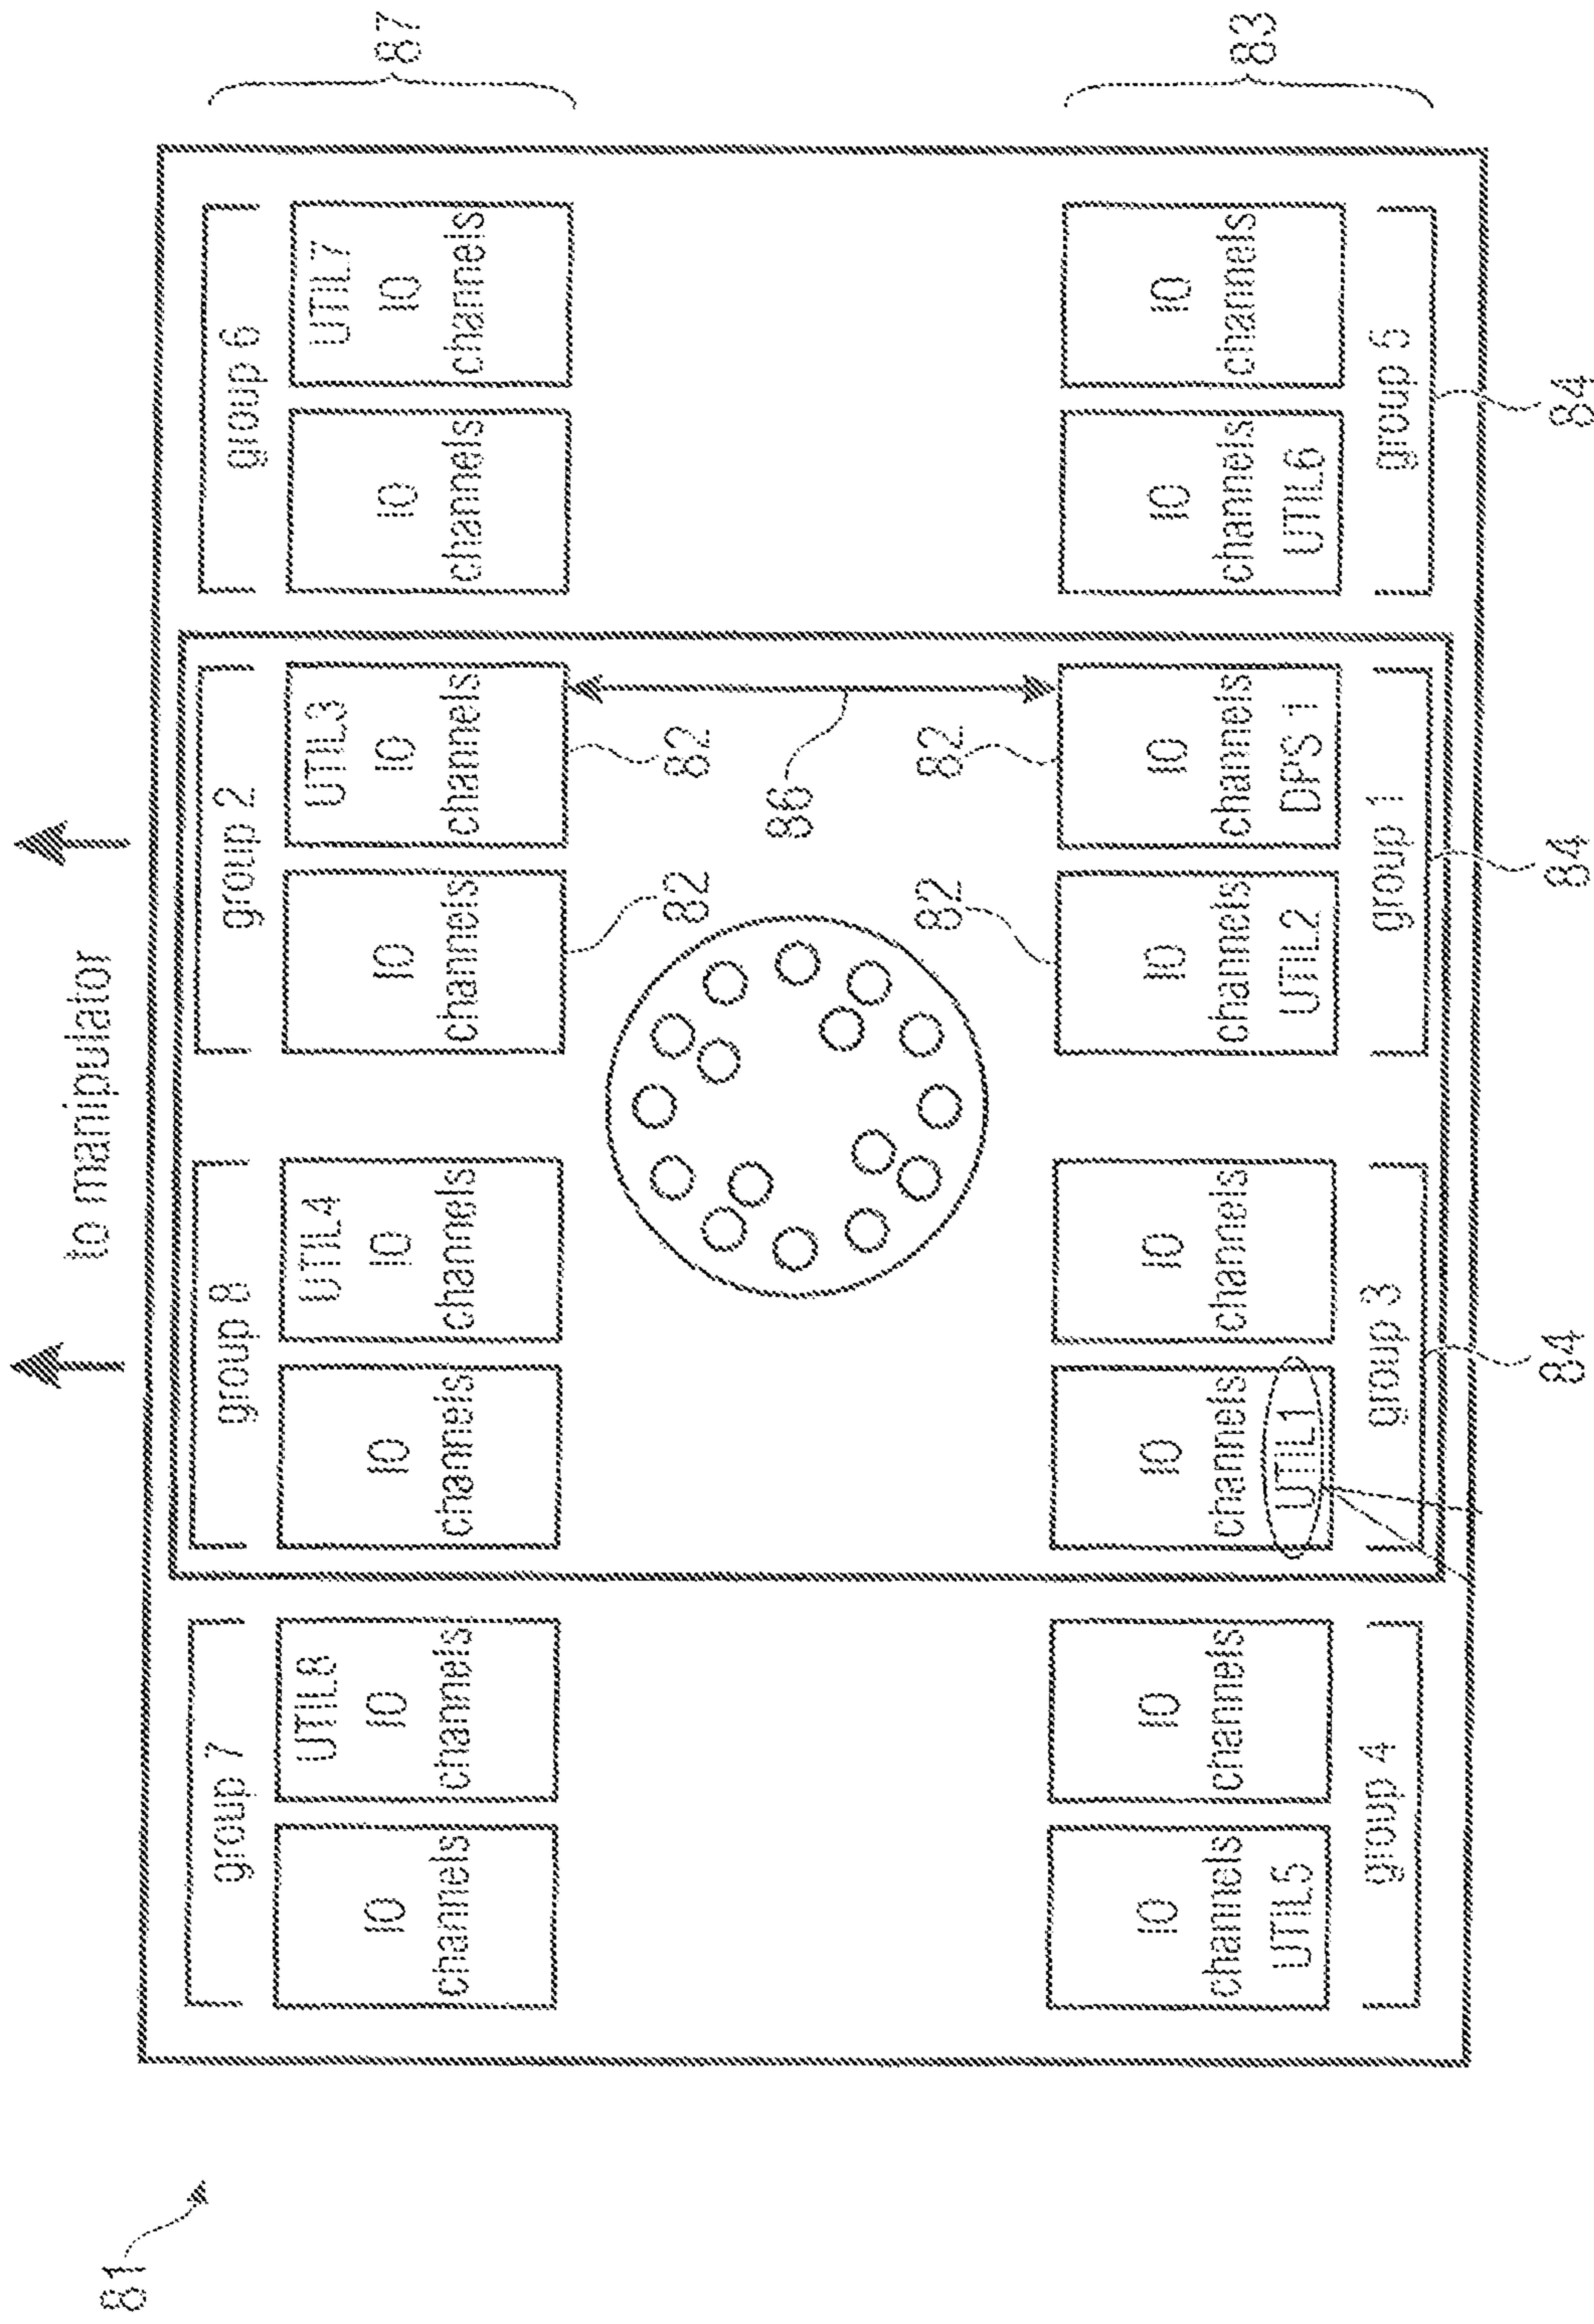 to manipulator
81
group 7 group 8 group 2 group 6
UTIL8 UTIL4 UTIL3 UTIL7
IO IO IO IO IO IO IO IO 87
channels channels channels channels channels channels channels channels
82 82
86
82 82
IO IO IO IO IO IO IO IO
channels channels channels channels channels channels channels channels 83
UTIL5 UTIL1 UTIL2 DPS 1 UTIL6
group 4 group 3 group 1 group 5
84 84 84